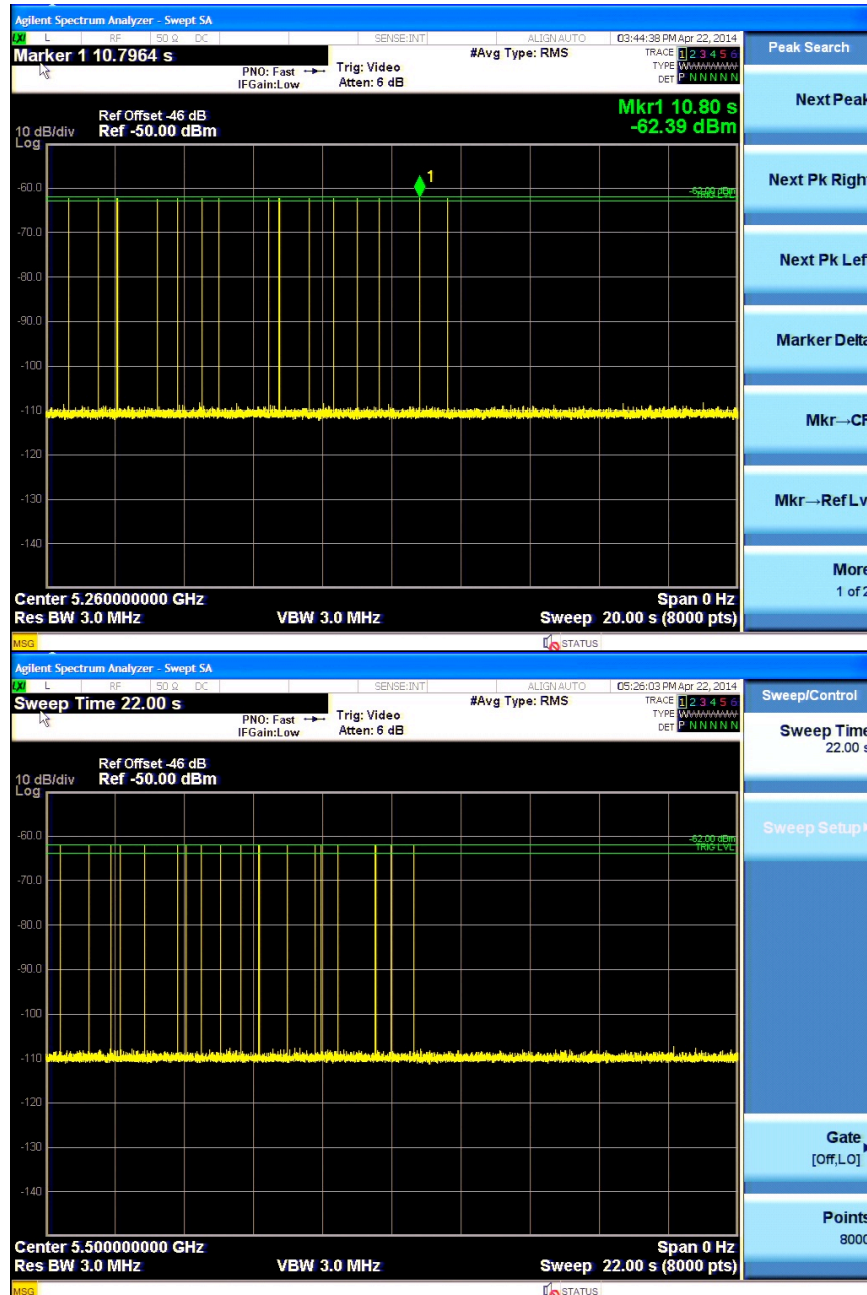 Agilent Spectrum Analyzer - Swept SA
LXI L RF 50 Ω DC SENSE:INT ALIGN AUTO 03:44:38 PM Apr 22, 2014
Marker 1 10.7964 s
PNO: Fast
IFGain:Low
Trig: Video
Atten: 6 dB
#Avg Type: RMS
TRACE 1 2 3 4 5 6
TYPE
DET P N N N N N
Peak Search
Next Peak
Ref Offset -46 dB
10 dB/div Ref -50.00 dBm
Log
Mkr1 10.80 s
-62.39 dBm
1
Next Pk Right
-60.0
-62.00 dBm
TRIG LVL
-70.0
Next Pk Left
-80.0
-90.0
Marker Delta
-100
-110
Mkr→CF
-120
-130
Mkr→Ref Lv
-140
More
1 of 2
Center 5.260000000 GHz Span 0 Hz
Res BW 3.0 MHz VBW 3.0 MHz Sweep 20.00 s (8000 pts)
MSG STATUS
Agilent Spectrum Analyzer - Swept SA
LXI L RF 50 Ω DC SENSE:INT ALIGN AUTO 05:26:03 PM Apr 22, 2014
Sweep Time 22.00 s
PNO: Fast
IFGain:Low
Trig: Video
Atten: 6 dB
#Avg Type: RMS
TRACE 1 2 3 4 5 6
TYPE
DET P N N N N N
Sweep/Control
Sweep Time
22.00 s
Ref Offset -46 dB
10 dB/div Ref -50.00 dBm
Log
Sweep Setup
-60.0
-62.00 dBm
TRIG LVL
-70.0
-80.0
-90.0
-100
-110
-120
-130
-140
Gate
[Off,LO]
Points
8000
Center 5.500000000 GHz Span 0 Hz
Res BW 3.0 MHz VBW 3.0 MHz Sweep 22.00 s (8000 pts)
MSG STATUS